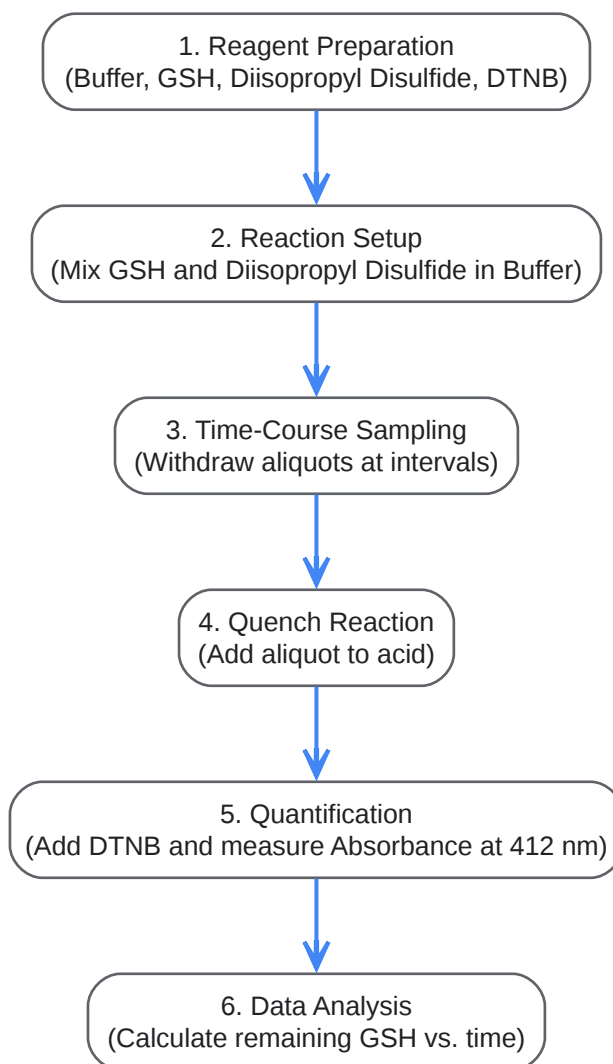 1. Reagent Preparation
(Buffer, GSH, Diisopropyl Disulfide, DTNB)
2. Reaction Setup
(Mix GSH and Diisopropyl Disulfide in Buffer)
3. Time-Course Sampling
(Withdraw aliquots at intervals)
4. Quench Reaction
(Add aliquot to acid)
5. Quantification
(Add DTNB and measure Absorbance at 412 nm)
6. Data Analysis
(Calculate remaining GSH vs. time)